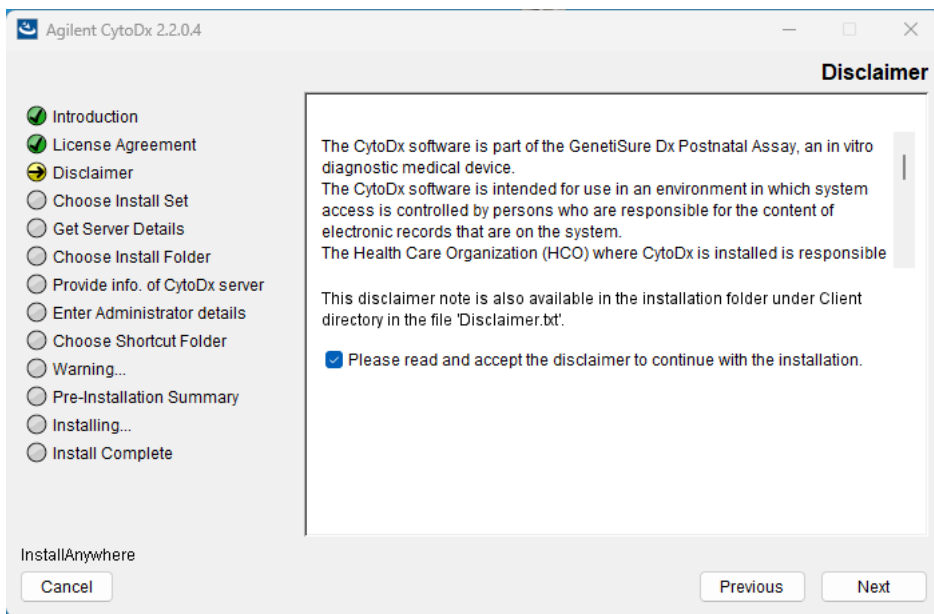 Agilent CytoDx 2.2.0.4
Disclaimer
Introduction
License Agreement
Disclaimer
Choose Install Set
Get Server Details
Choose Install Folder
Provide info. of CytoDx server
Enter Administrator details
Choose Shortcut Folder
Warning...
Pre-Installation Summary
Installing...
Install Complete
The CytoDx software is part of the GenetiSure Dx Postnatal Assay, an in vitro
diagnostic medical device.
The CytoDx software is intended for use in an environment in which system
access is controlled by persons who are responsible for the content of
electronic records that are on the system.
The Health Care Organization (HCO) where CytoDx is installed is responsible
This disclaimer note is also available in the installation folder under Client
directory in the file 'Disclaimer.txt'.
Please read and accept the disclaimer to continue with the installation.
InstallAnywhere
Cancel
Previous
Next